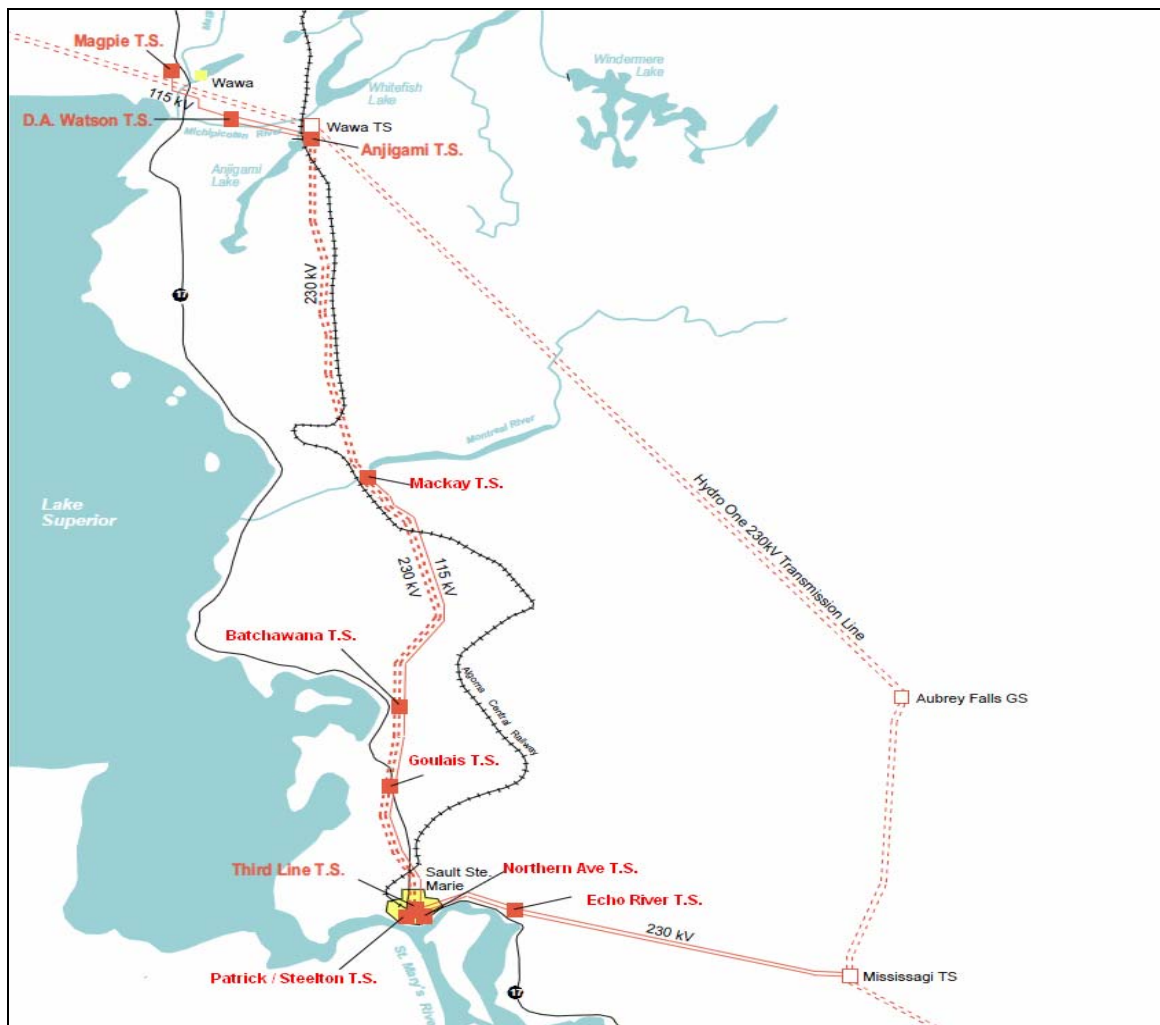 Magpie T.S.
Wawa
115 kV
D.A. Watson T.S.
Michipicoten River
Whitefish
Lake
Windermere
Lake
Wawa TS
Anjigami T.S.
Anjigami
Lake
230 kV
17
Montreal River
Mackay T.S.
Lake
Superior
Hydro One 230kV Transmission Line
115 kV
230 kV
Batchawana T.S.
Algoma Central Railway
Aubrey Falls GS
Goulais T.S.
Third Line T.S.
Sault Ste.
Marie
Northern Ave T.S.
Echo River T.S.
230 kV
Patrick / Steelton T.S.
St. Mary's River
17
Mississagi TS